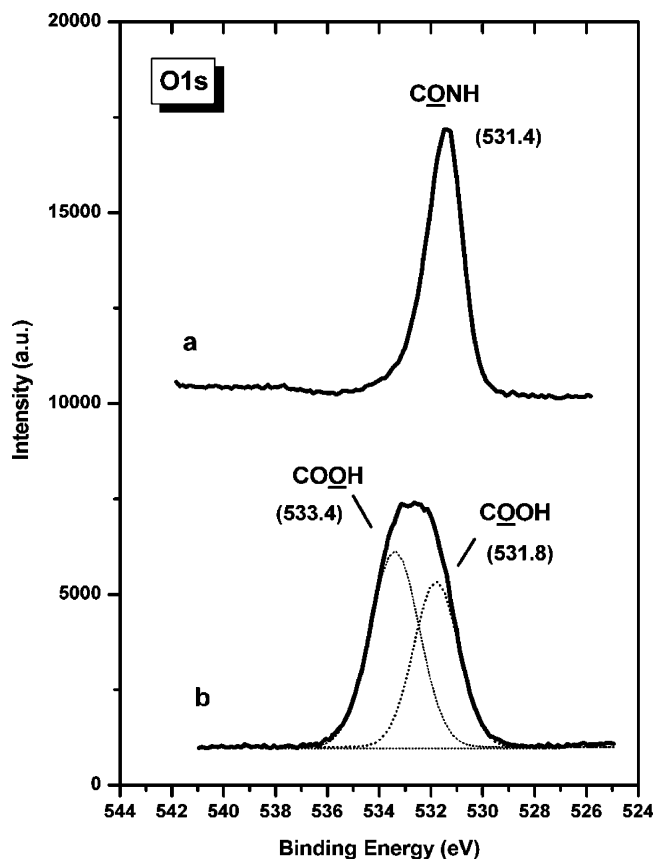 20000
O1s
CONH
(531.4)
15000
Intensity (a.u.)
a
10000
COOH
(533.4)
COOH
(531.8)
5000
b
0
544 542 540 538 536 534 532 530 528 526 524
Binding Energy (eV)